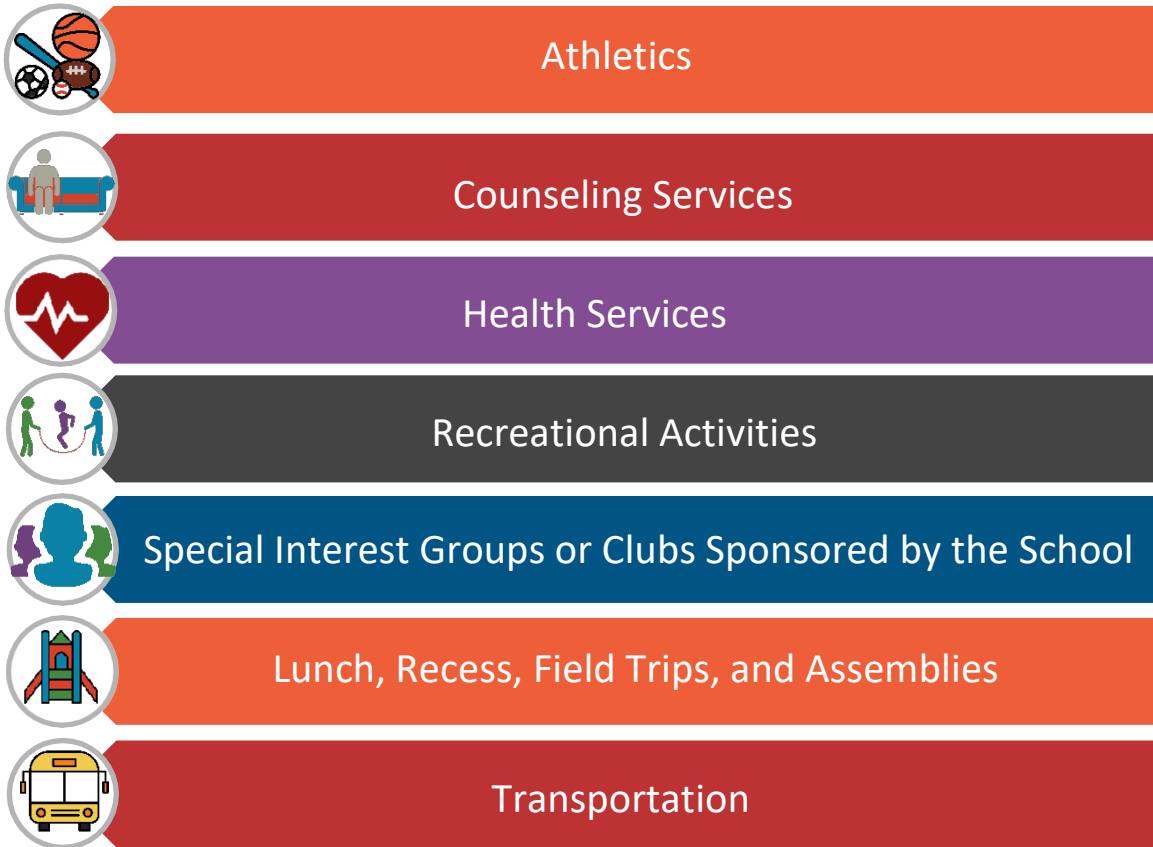 Athletics
Counseling Services
Health Services
Recreational Activities
Special Interest Groups or Clubs Sponsored by the School
Lunch, Recess, Field Trips, and Assemblies
Transportation